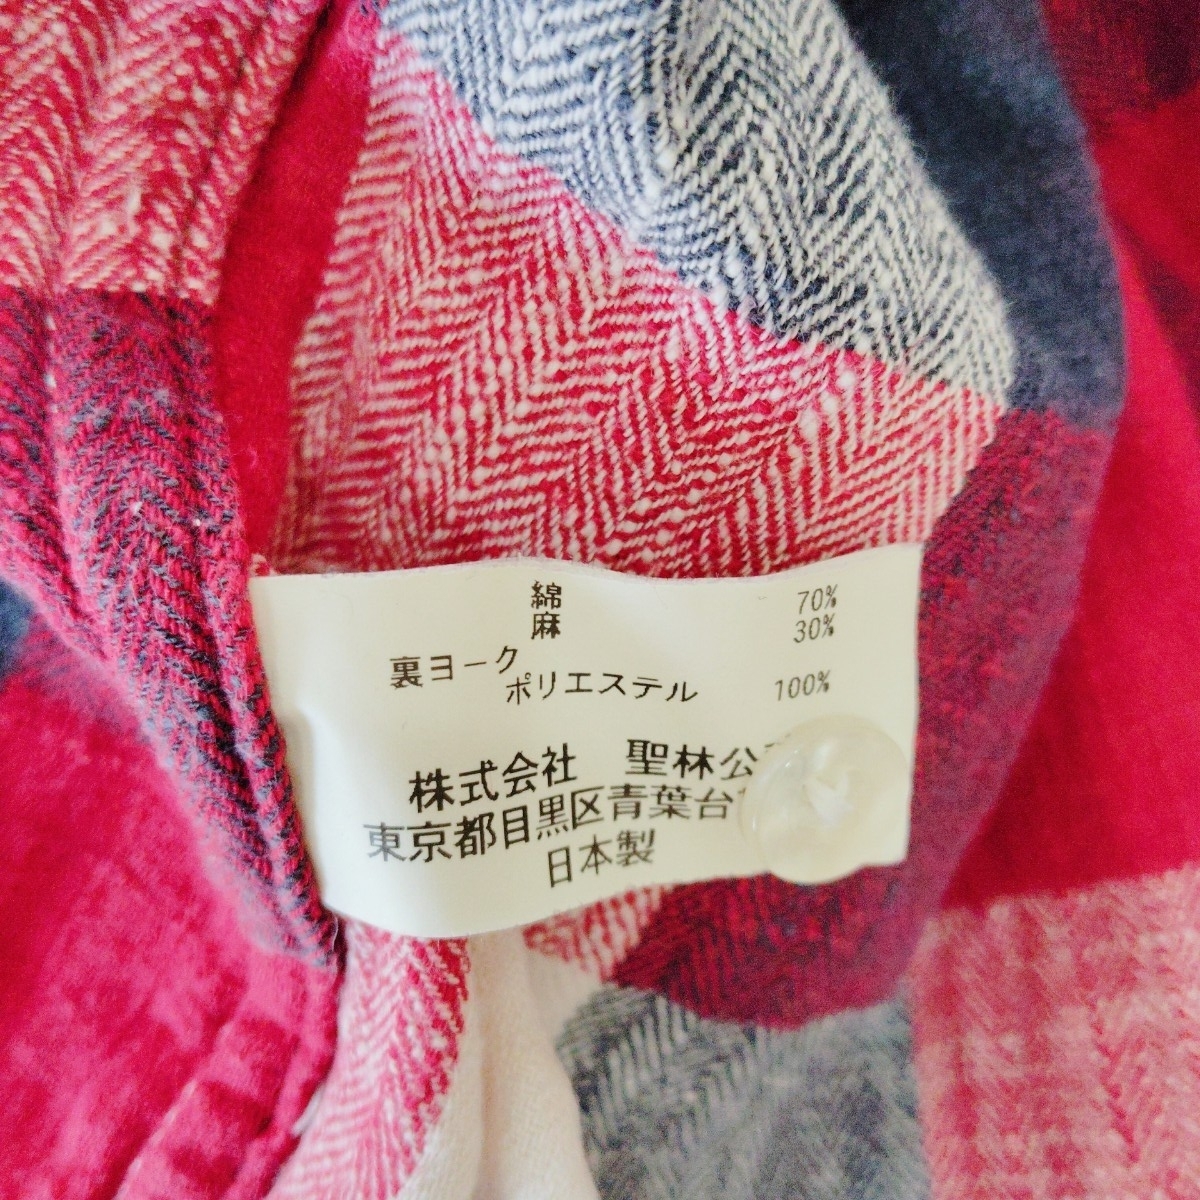 綿 70%
麻 30%
裏ヨーク
ポリエステル 100%
株式会社 聖林公
東京都目黒区青葉台
日本製